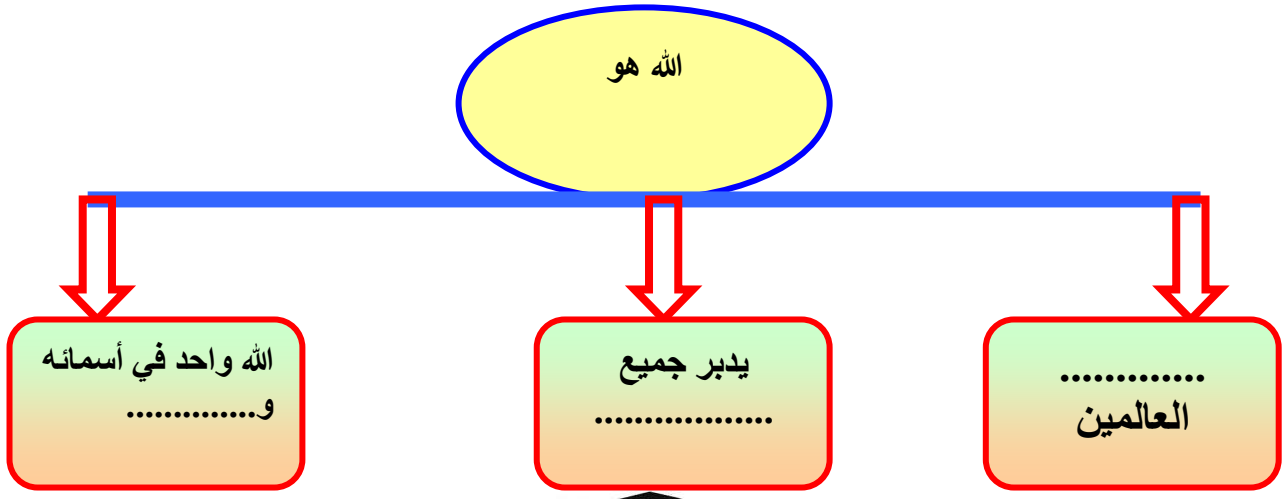 الله هو
.............
العالمين
يدبر جميع
..................
الله واحد في أسمائه
و..............